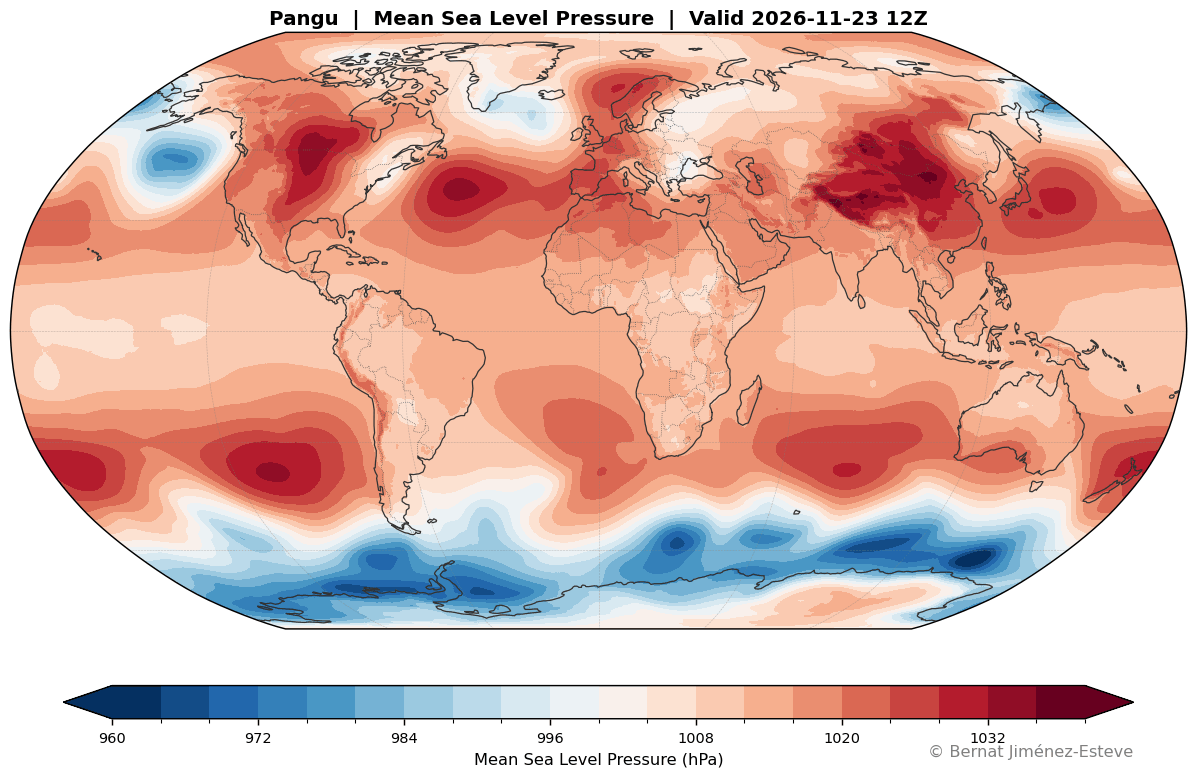 Pangu | Mean Sea Level Pressure | Valid 2026-11-23 12Z
960 972 984 996 1008 1020 1032
Mean Sea Level Pressure (hPa)
© Bernat Jiménez-Esteve